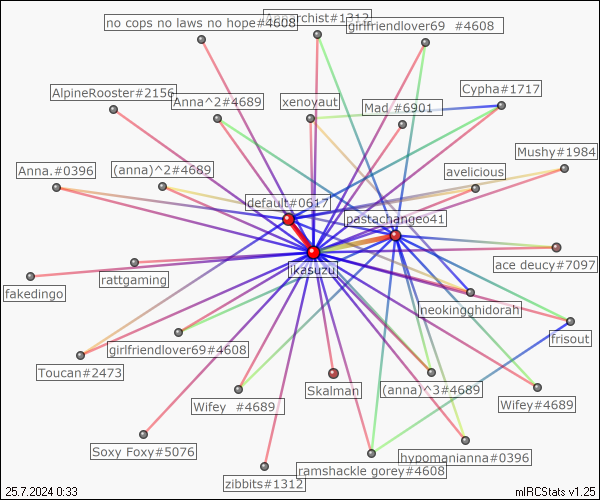 no cops no laws no hope#4608
girlfriendlover69 #4608
AlpineRooster#2156
Anna^2#4689
xenoyaut
Mad #6901
Cypha#1717
Mushy#1984
Anna.#0396
(anna)^2#4689
avelicious
default#0617
pastachangeo41
ikasuzu
ace deucy#7097
fakedingo
rattgaming
neokingghidorah
frisout
girlfriendlover69#4608
Toucan#2473
Skalman
(anna)^3#4689
Wifey #4689
Wifey#4689
Soxy Foxy#5076
hypomanianna#0396
ramshackle gorey#4608
zibbits#1312
25.7.2024 0:33
mIRCStats v1.25